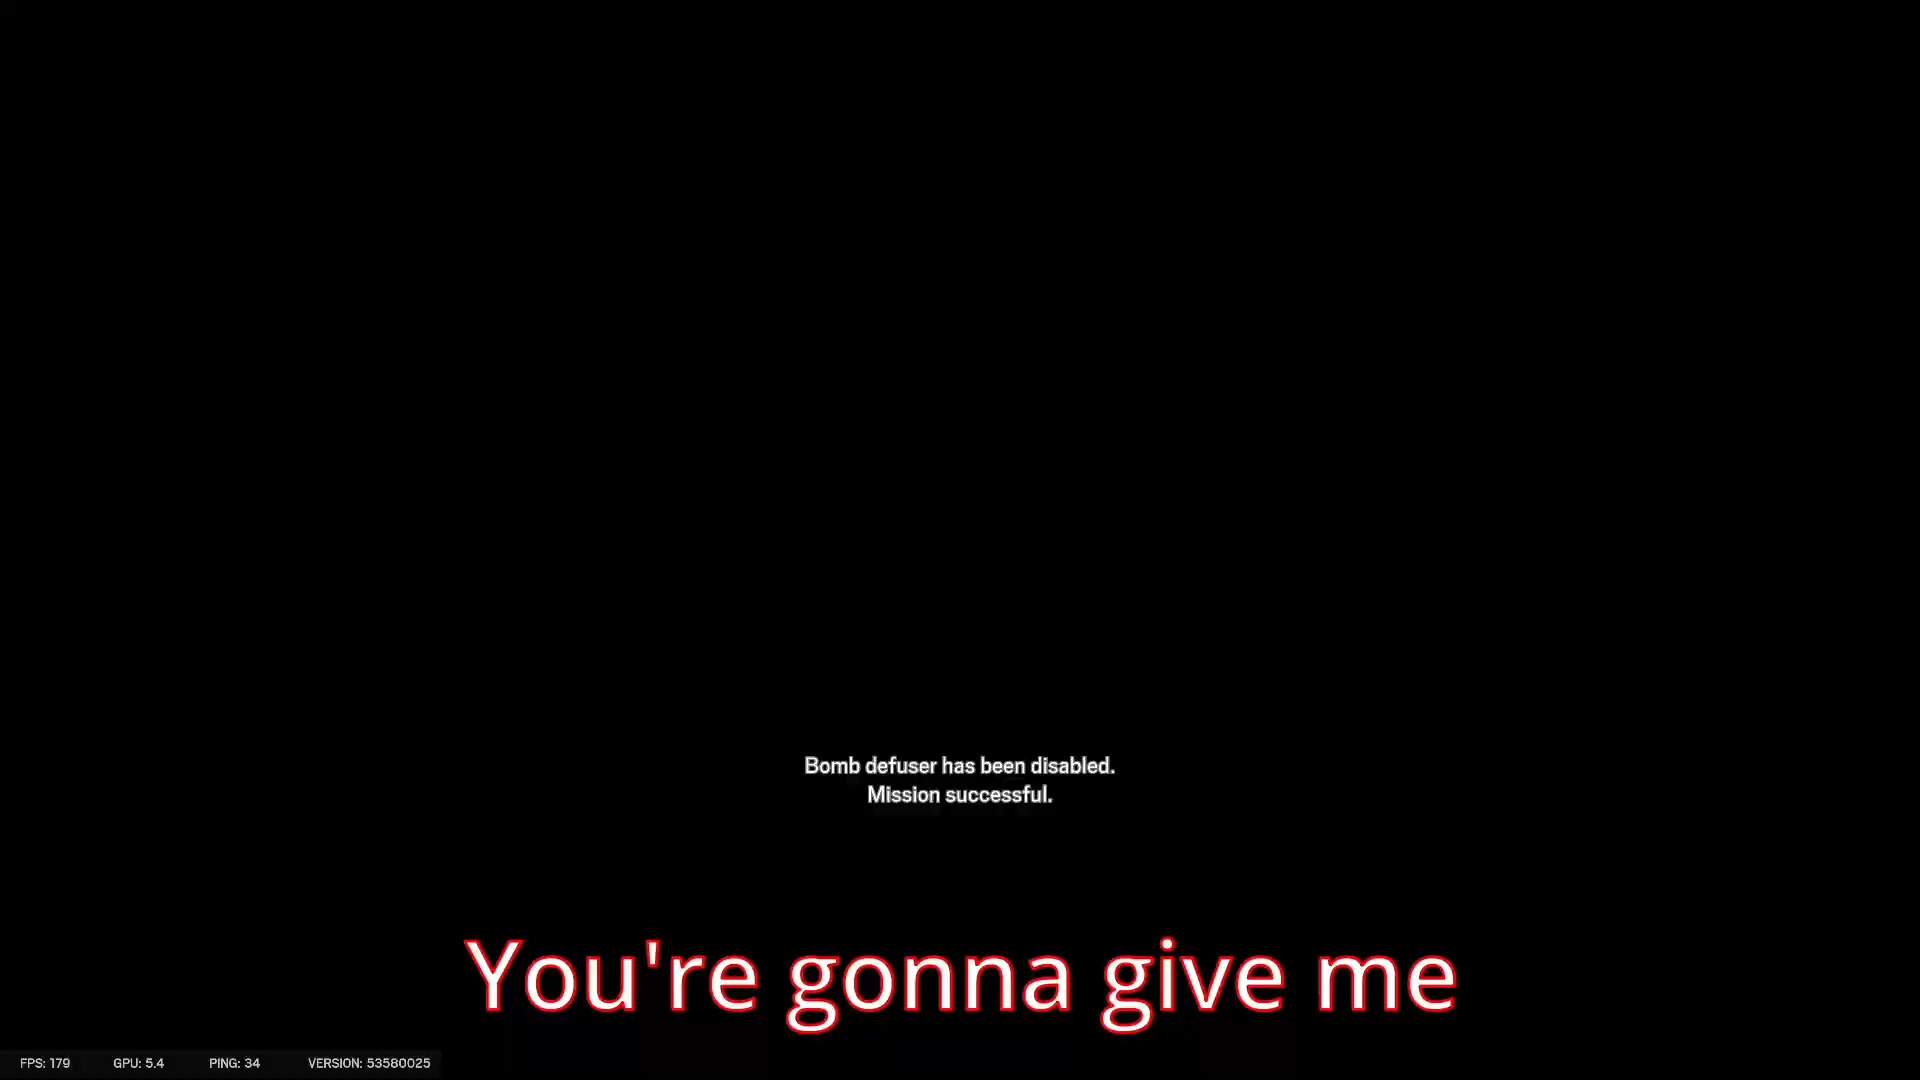 Bomb defuser has been disabled.
Mission successful.
You're gonna give me
FPS: 179 GPU: 5.4 PING: 34 VERSION: 53580025